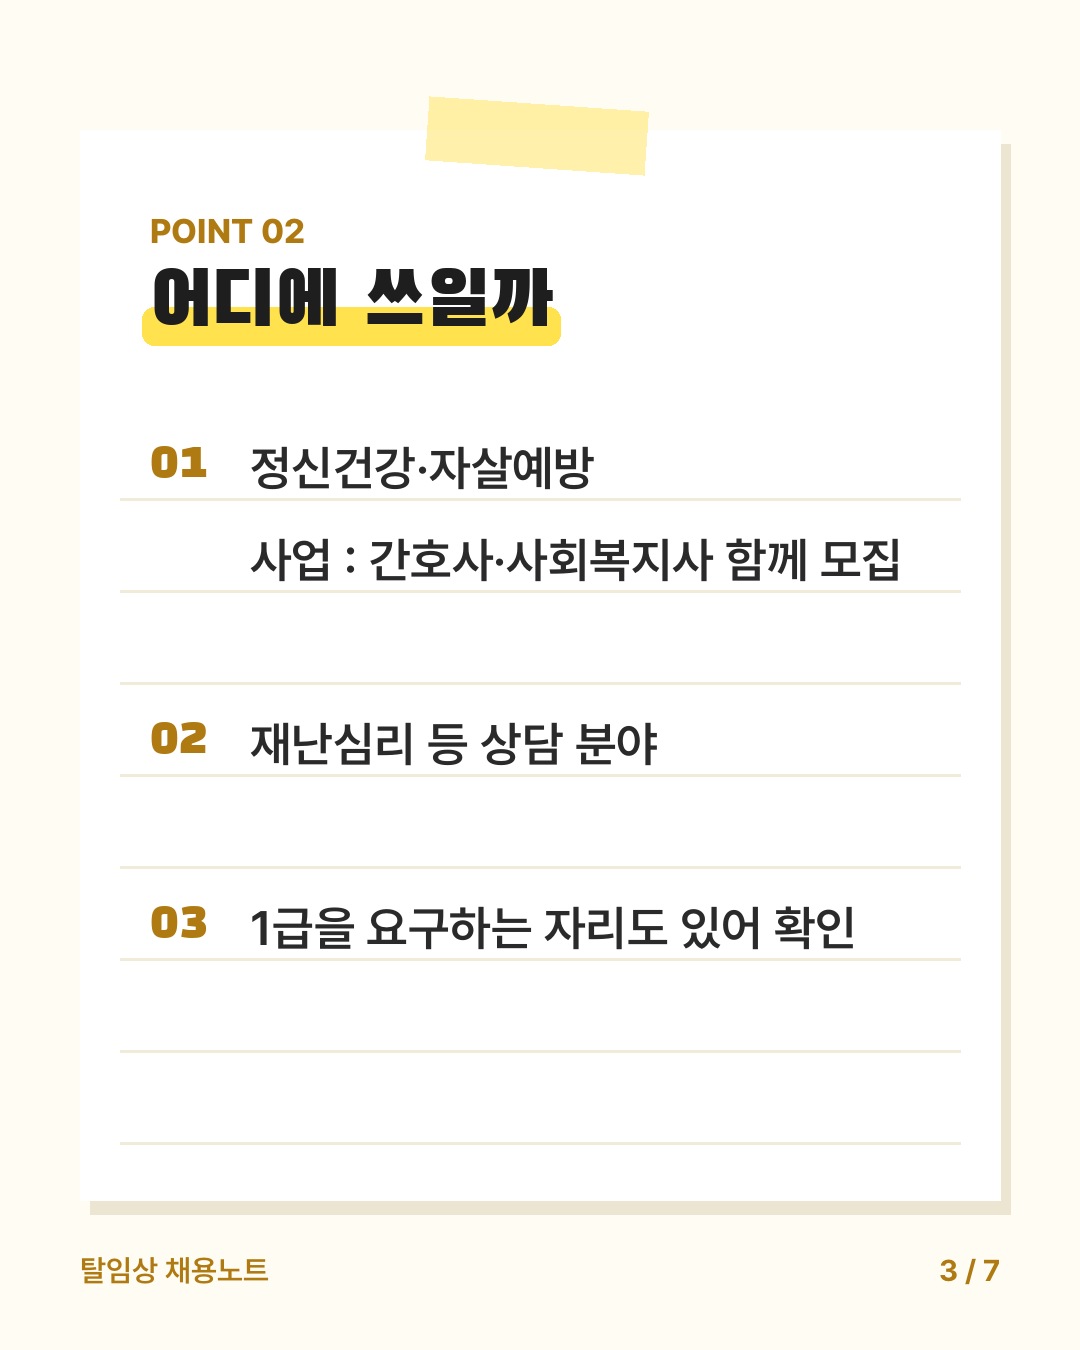 POINT 02
어디에 쓰일까
01 정신건강·자살예방
사업 : 간호사·사회복지사 함께 모집
02 재난심리 등 상담 분야
03 1급을 요구하는 자리도 있어 확인
탈임상 채용노트
3 / 7